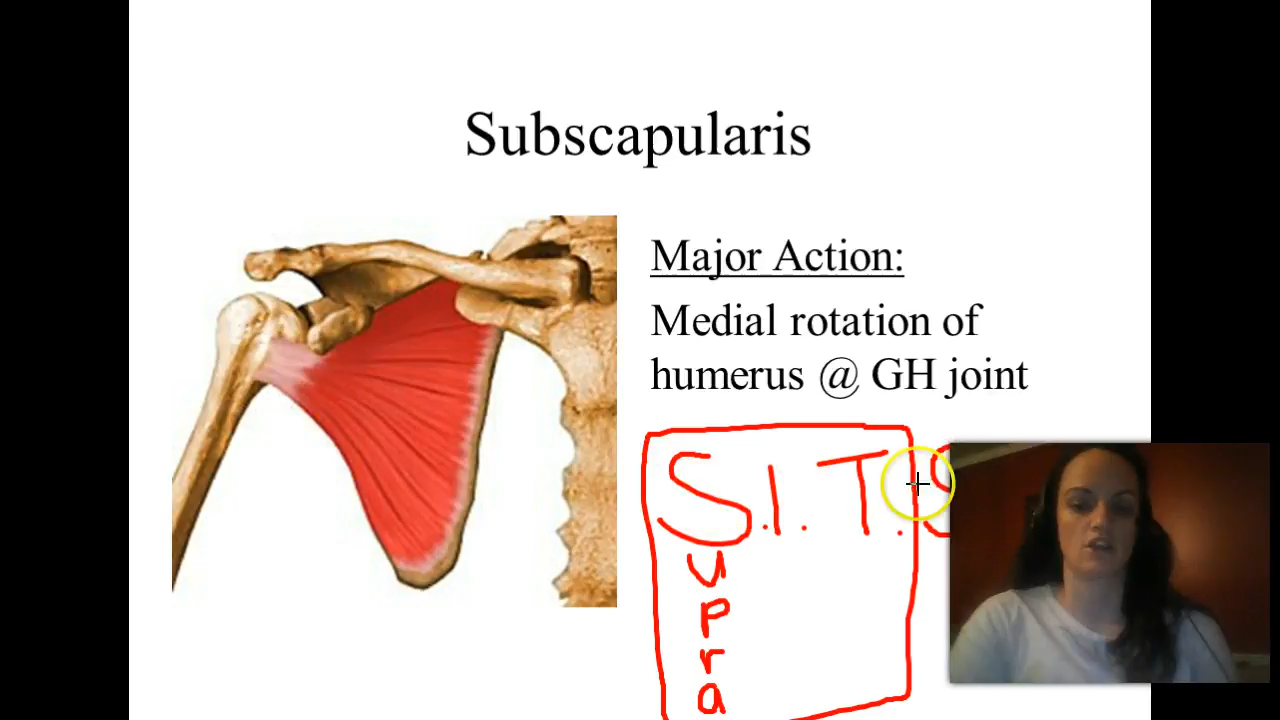 Subscapularis
Major Action:
Medial rotation of
humerus @ GH joint
S.I.T.
u
p
r
a